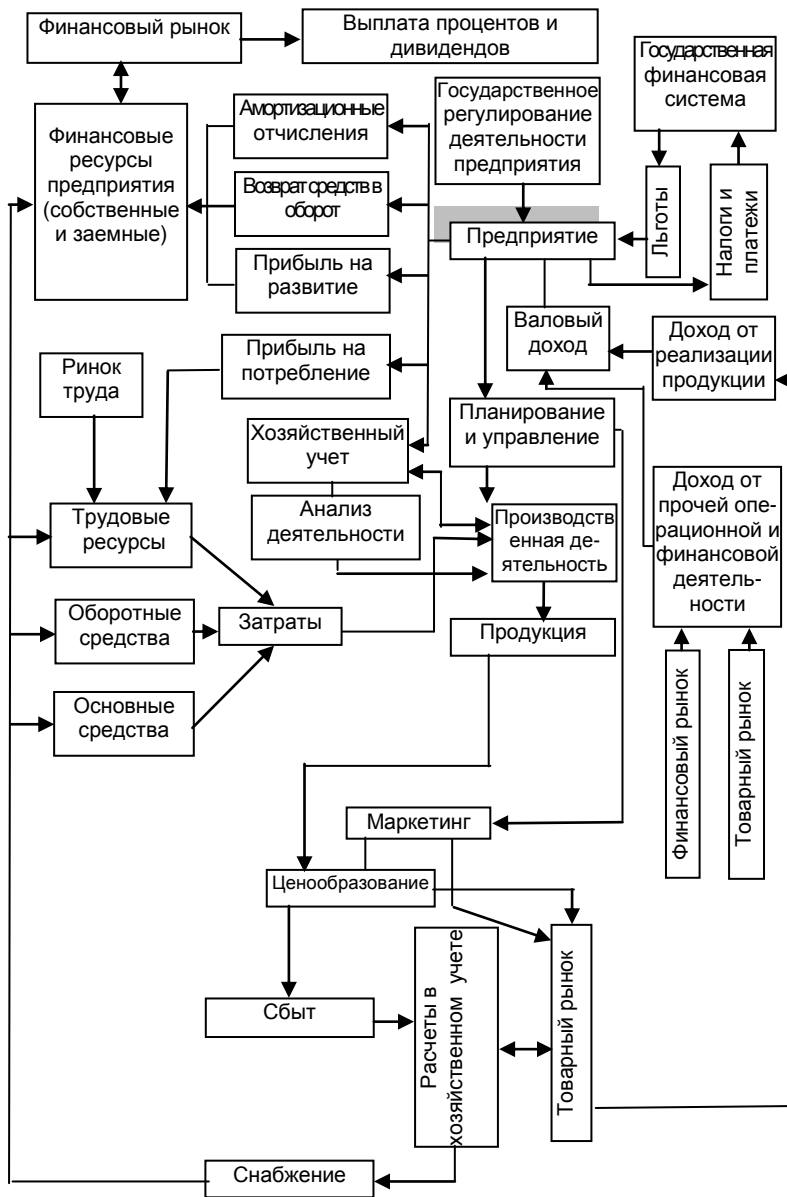 Финансовый рынок
Выплата процентов и
дивидендов
Государственная
финансовая
система
Государственное
регулирование
деятельности
предприятия
Амортизационные
отчисления
Финансовые
ресурсы
предприятия
(собственные
и заемные)
Возврат средств в
оборот
Льготы
Налоги и
платежи
Предприятие
Прибыль на
развитие
Валовый
доход
Доход от
реализации
продукции
Прибыль на
потребление
Ринок
труда
Планирование
и управление
Хозяйственный
учет
Доход от
прочей опе-
рационной и
финансовой
деятель-
ности
Анализ
деятельности
Производств
енная де-
ятельность
Трудовые
ресурсы
Оборотные
средства
Затраты
Продукция
Основные
средства
Финансовый рынок
Товарный рынок
Маркетинг
Ценообразование
Сбыт
Расчеты в
хозяйственном учете
Товарный рынок
Снабжение